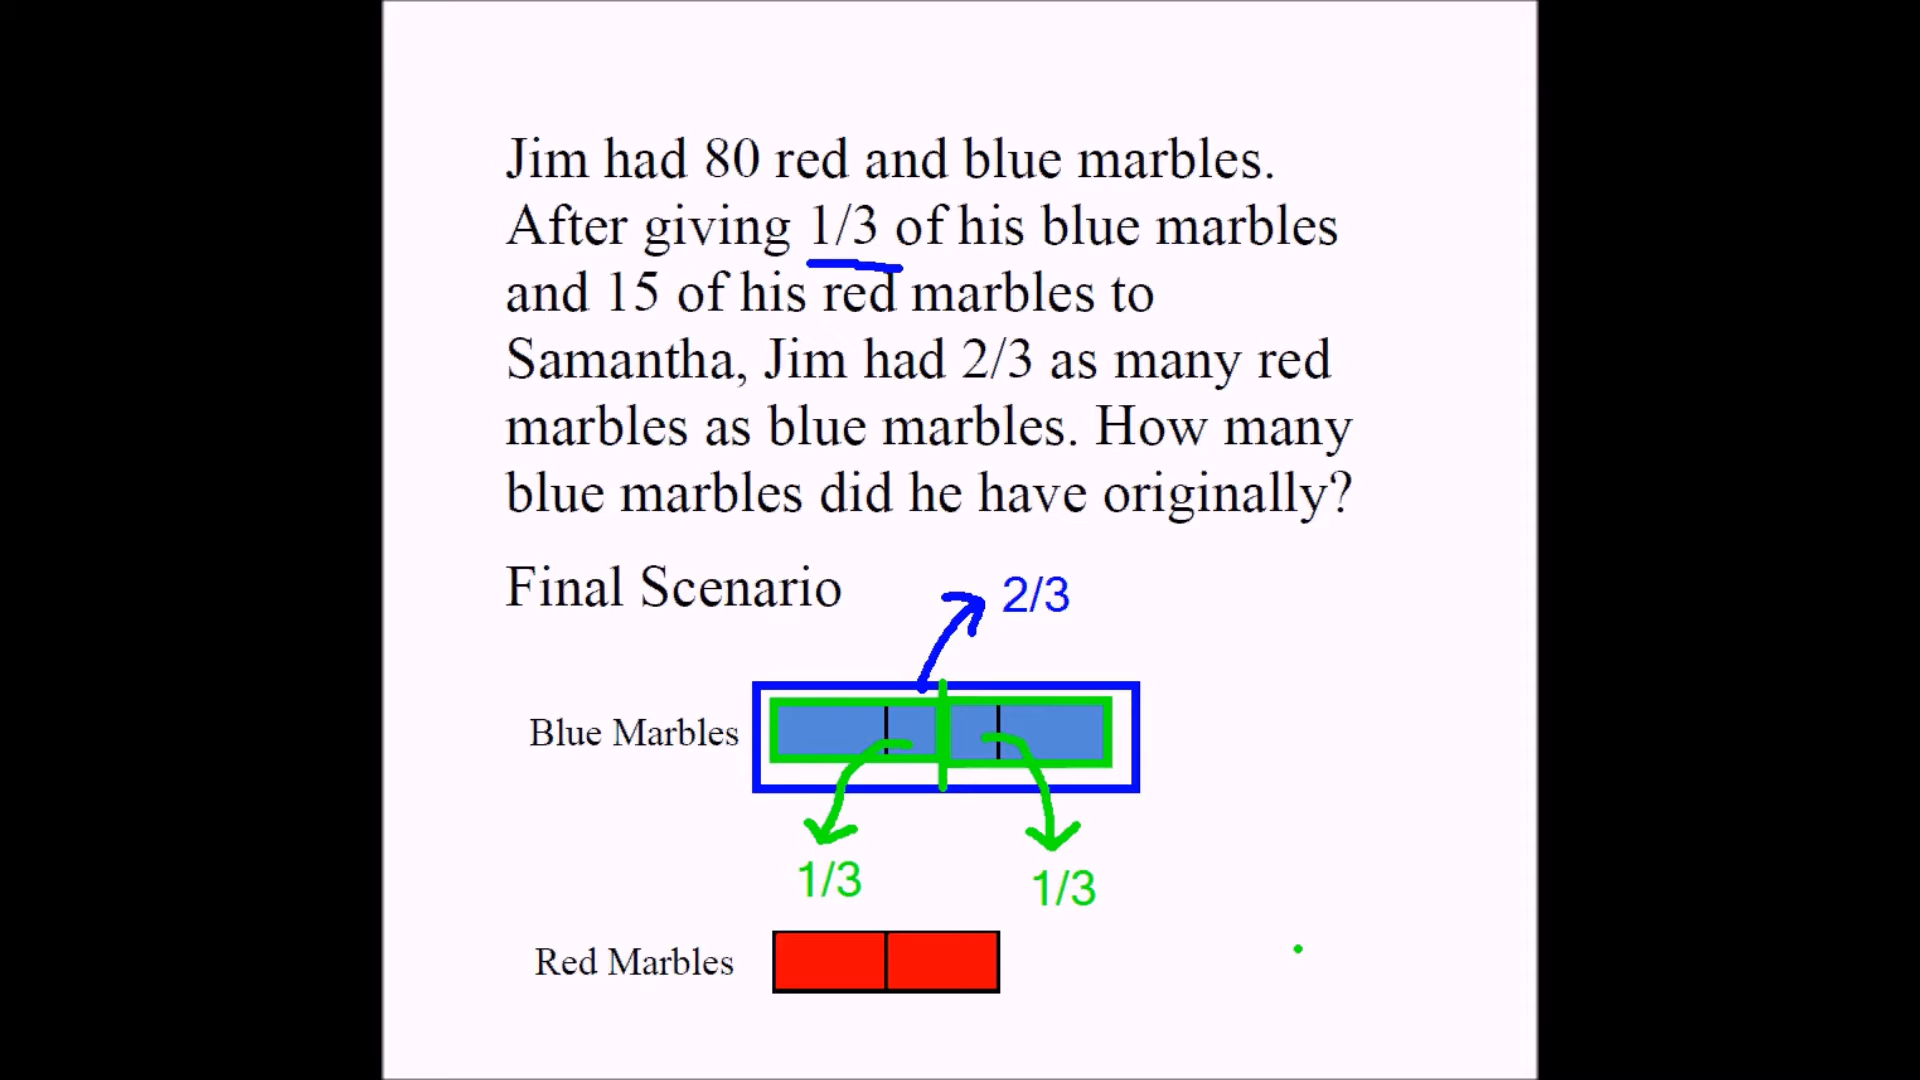 Jim had 80 red and blue marbles.
After giving 1/3 of his blue marbles
and 15 of his red marbles to
Samantha, Jim had 2/3 as many red
marbles as blue marbles. How many
blue marbles did he have originally?
Final Scenario
2/3
Blue Marbles
1/3
1/3
Red Marbles